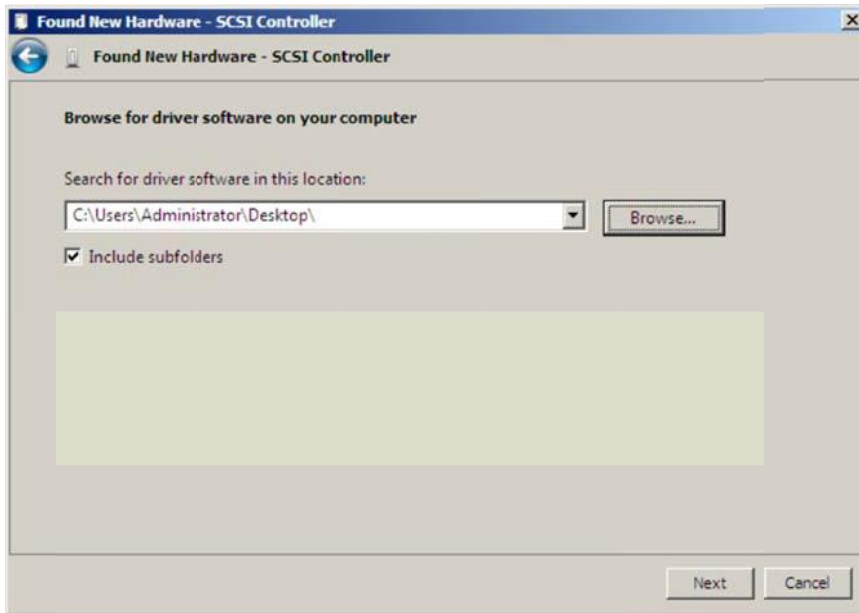 Found New Hardware - SCSI Controller
Found New Hardware - SCSI Controller
Browse for driver software on your computer
Search for driver software in this location:
C:\Users\Administrator\Desktop\
Browse...
Include subfolders
Next
Cancel